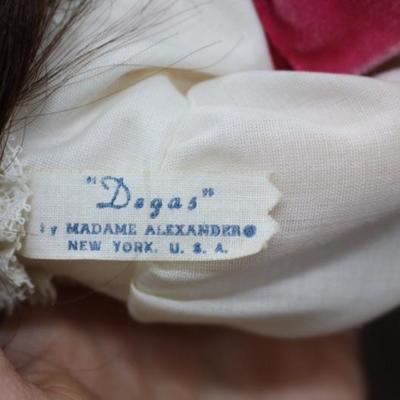 "Degas"
by MADAME ALEXANDER®
NEW YORK, U. S. A.